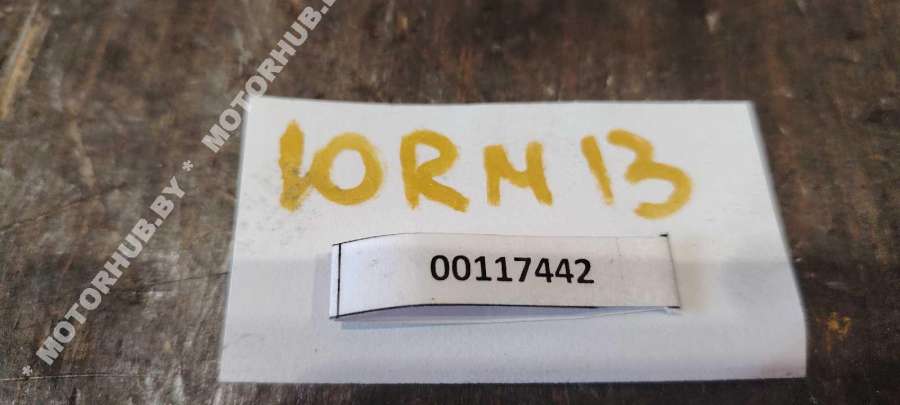 * MOTORHUB.BY * MOTORHUB.BY
10RM13
00117442